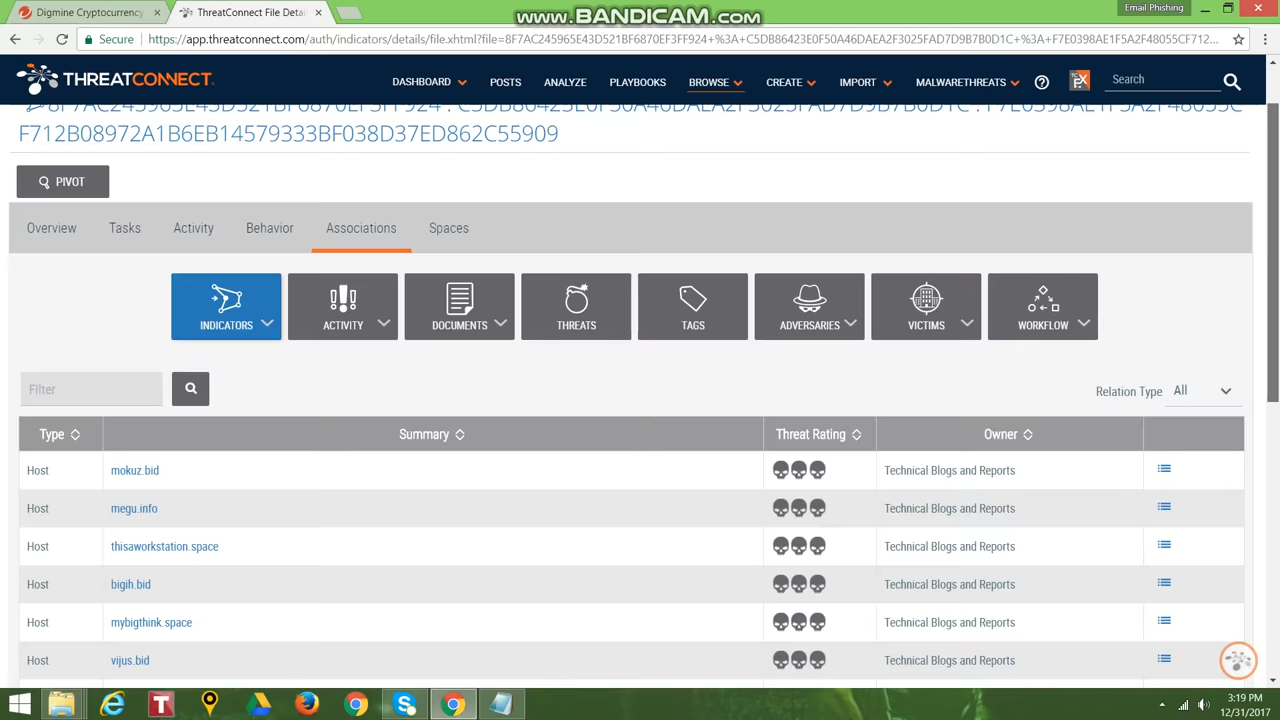 Digmine Cryptocurrency
ThreatConnect File Detai
www.BANDICAM.com
Email Phishing
Secure
https://app.threatconnect.com/auth/indicators/details/file.xhtml?file=8F7AC245965E43D521BF6870EF3FF924+%3A+C5DB86423E0F50A46DAEA2F3025FAD7D9B7B0D1C+%3A+F7E0398AE1F5A2F48055CF712...
THREATCONNECT
DASHBOARD
POSTS
ANALYZE
PLAYBOOKS
BROWSE
CREATE
IMPORT
MALWARETHREATS
Search
8F7AC245965E43D521BF6870EF3FF924 : C5DB86423E0F50A46DAEA2F3025FAD7D9B7B0D1C : F7E0398AE1F5A2F48055C
F712B08972A1B6EB14579333BF038D37ED862C55909
PIVOT
Overview
Tasks
Activity
Behavior
Associations
Spaces
INDICATORS
ACTIVITY
DOCUMENTS
THREATS
TAGS
ADVERSARIES
VICTIMS
WORKFLOW
Filter
Relation Type All
Type Summary Threat Rating Owner
Host mokuz.bid Technical Blogs and Reports
Host megu.info Technical Blogs and Reports
Host thisaworkstation.space Technical Blogs and Reports
Host bigih.bid Technical Blogs and Reports
Host mybigthink.space Technical Blogs and Reports
Host vijus.bid Technical Blogs and Reports
3:19 PM
12/31/2017